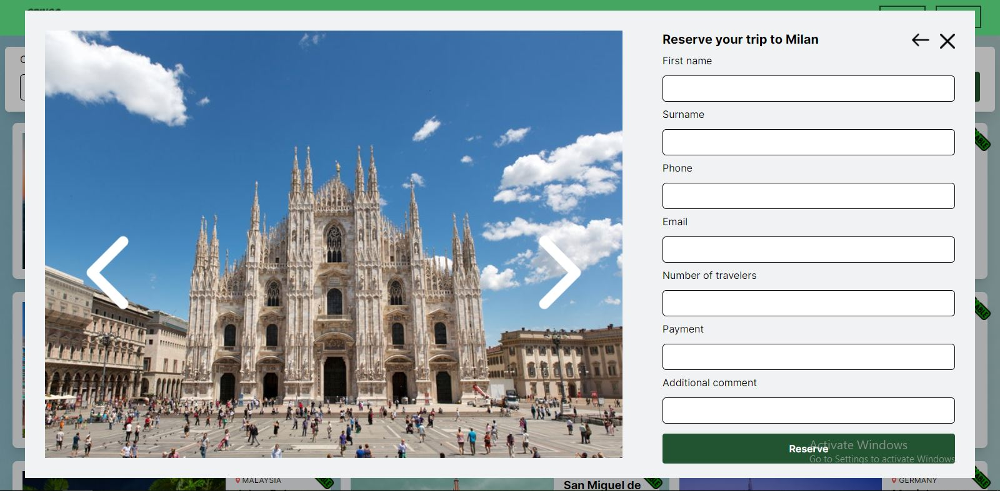 Reserve your trip to Milan
First name
Surname
Phone
Email
Number of travelers
Payment
Additional comment
Reserve
Activate Windows
Go to Settings to activate Windows.
MALAYSIA
San Miguel de
GERMANY